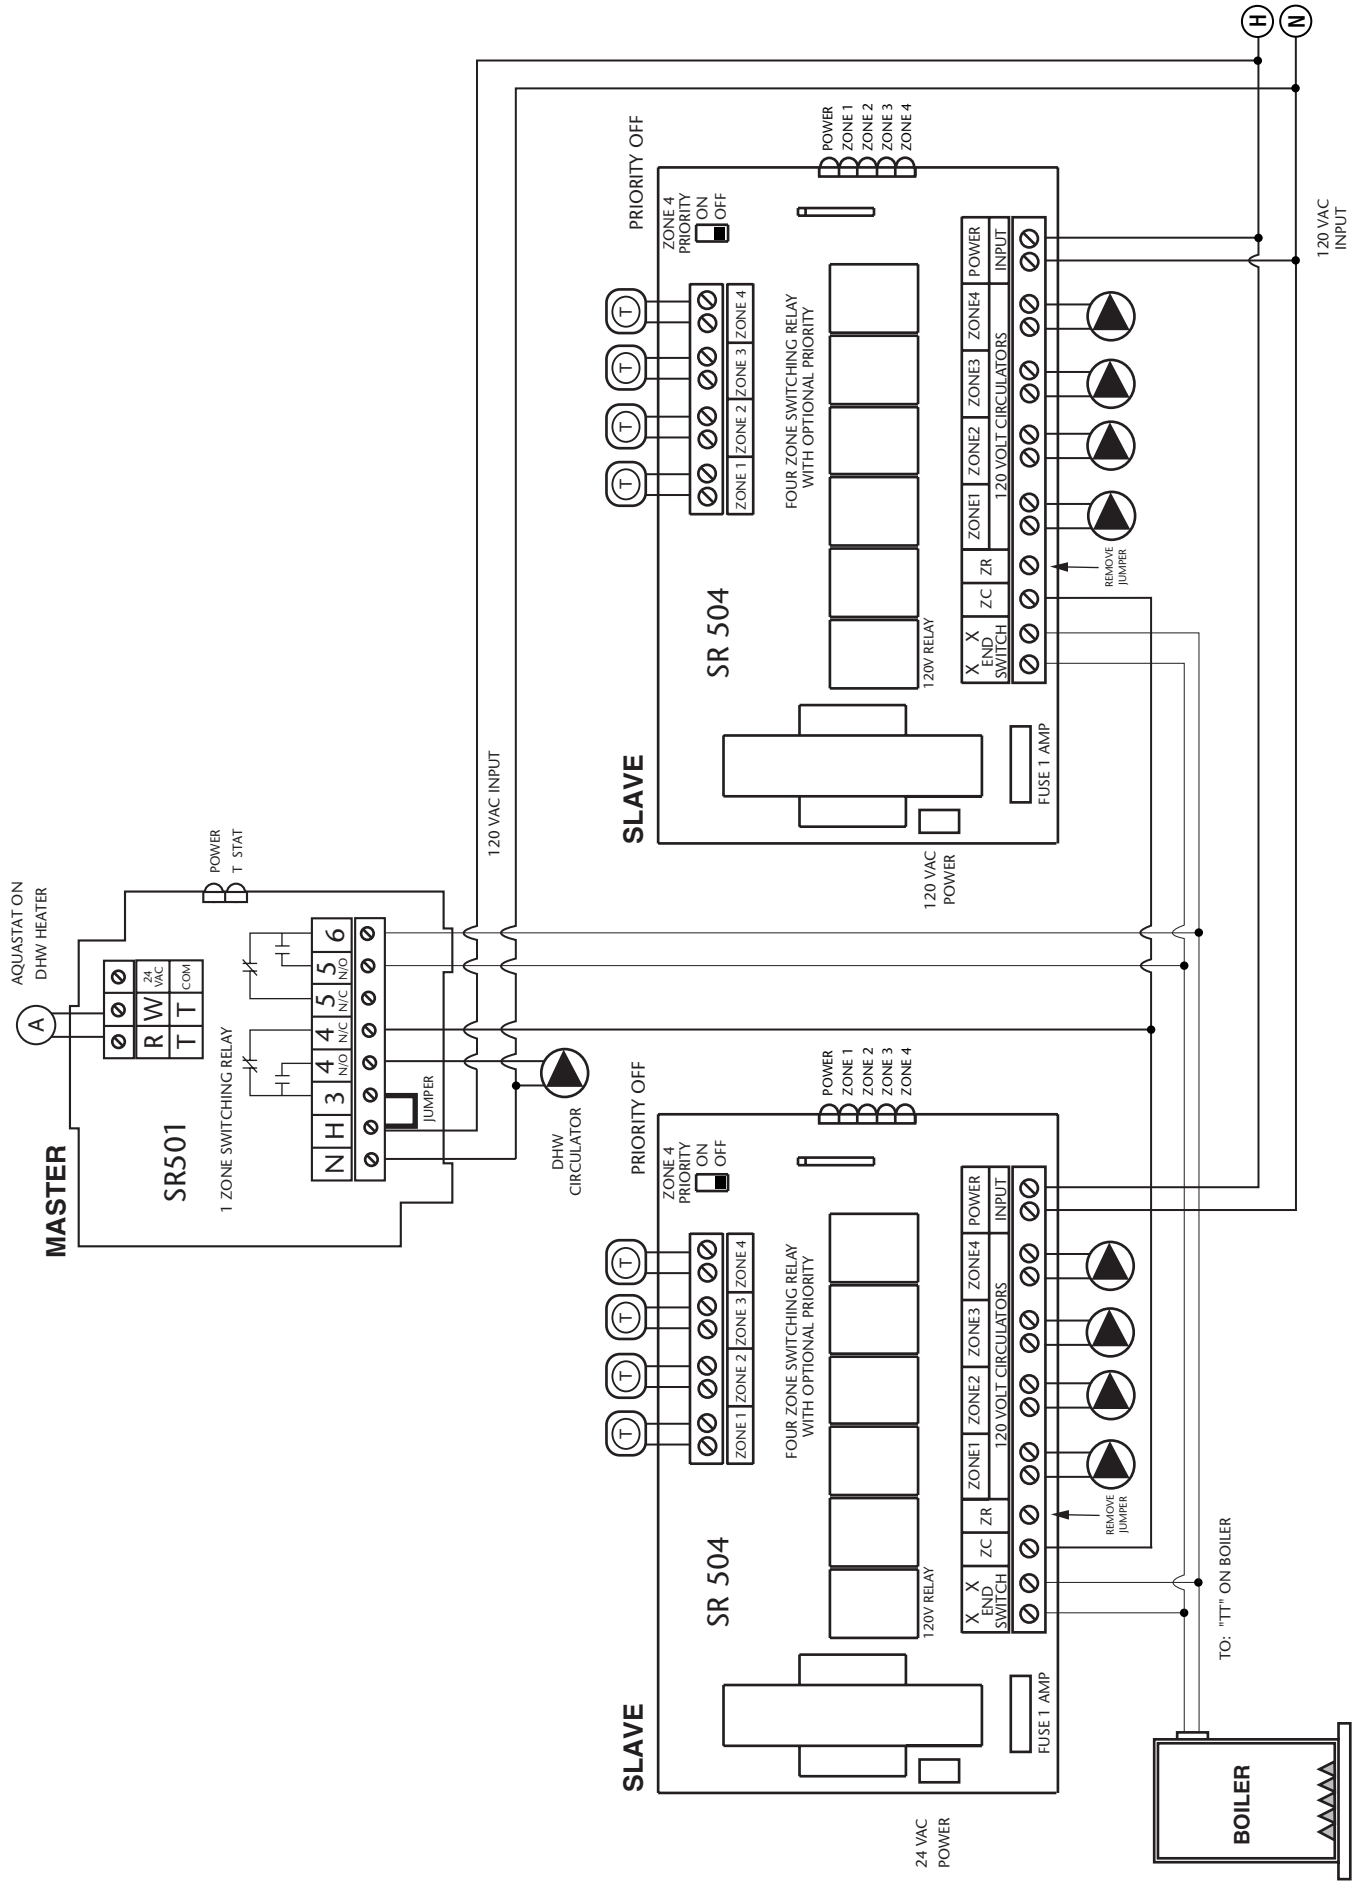 MASTER
SR501
1 ZONE SWITCHING RELAY
AQUASTAT ON
DHW HEATER
A
R W 24 VAC
T T COM
POWER
T STAT
N H 3 4 N/O 4 N/C 5 N/C 5 N/O 6
JUMPER
120 VAC INPUT
DHW
CIRCULATOR
SLAVE
PRIORITY OFF
T T T T
ZONE 4
PRIORITY
ON
OFF
ZONE 1 ZONE 2 ZONE 3 ZONE 4
SR 504
FOUR ZONE SWITCHING RELAY
WITH OPTIONAL PRIORITY
POWER
ZONE 1
ZONE 2
ZONE 3
ZONE 4
24 VAC
POWER
120V RELAY
X X
END
SWITCH
ZC
ZR
ZONE1 ZONE2 ZONE3 ZONE4
120 VOLT CIRCULATORS
POWER
INPUT
FUSE 1 AMP
REMOVE
JUMPER
SLAVE
PRIORITY OFF
T T T T
ZONE 4
PRIORITY
ON
OFF
ZONE 1 ZONE 2 ZONE 3 ZONE 4
SR 504
FOUR ZONE SWITCHING RELAY
WITH OPTIONAL PRIORITY
POWER
ZONE 1
ZONE 2
ZONE 3
ZONE 4
120 VAC
POWER
120V RELAY
X X
END
SWITCH
ZC
ZR
ZONE1 ZONE2 ZONE3 ZONE4
120 VOLT CIRCULATORS
POWER
INPUT
FUSE 1 AMP
REMOVE
JUMPER
BOILER
TO: "TT" ON BOILER
H
N
120 VAC
INPUT